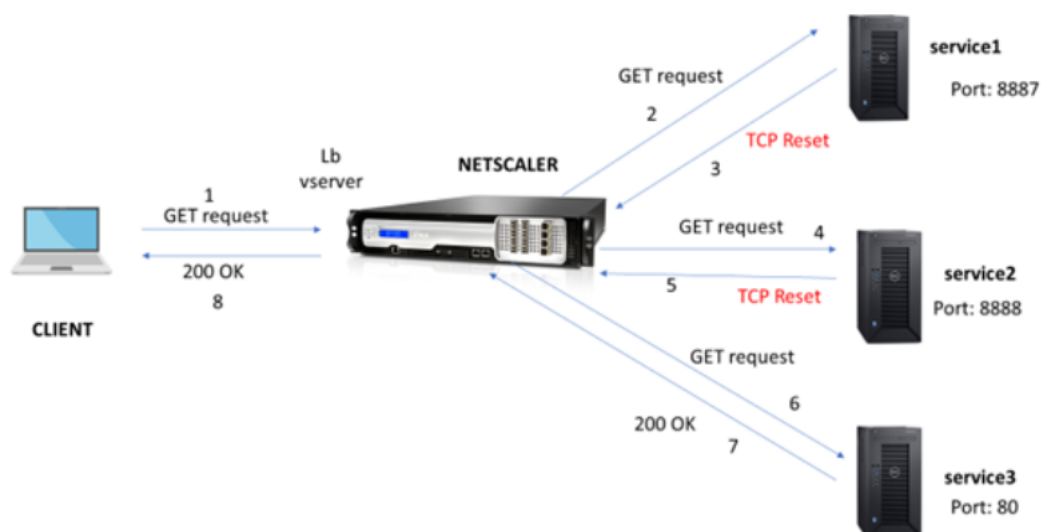 service1
Port: 8887
GET request
2
TCP Reset
3
Lb
vserver
NETSCALER
1
GET request
200 OK
8
CLIENT
GET request
4
5
TCP Reset
service2
Port: 8888
GET request
6
200 OK
7
service3
Port: 80